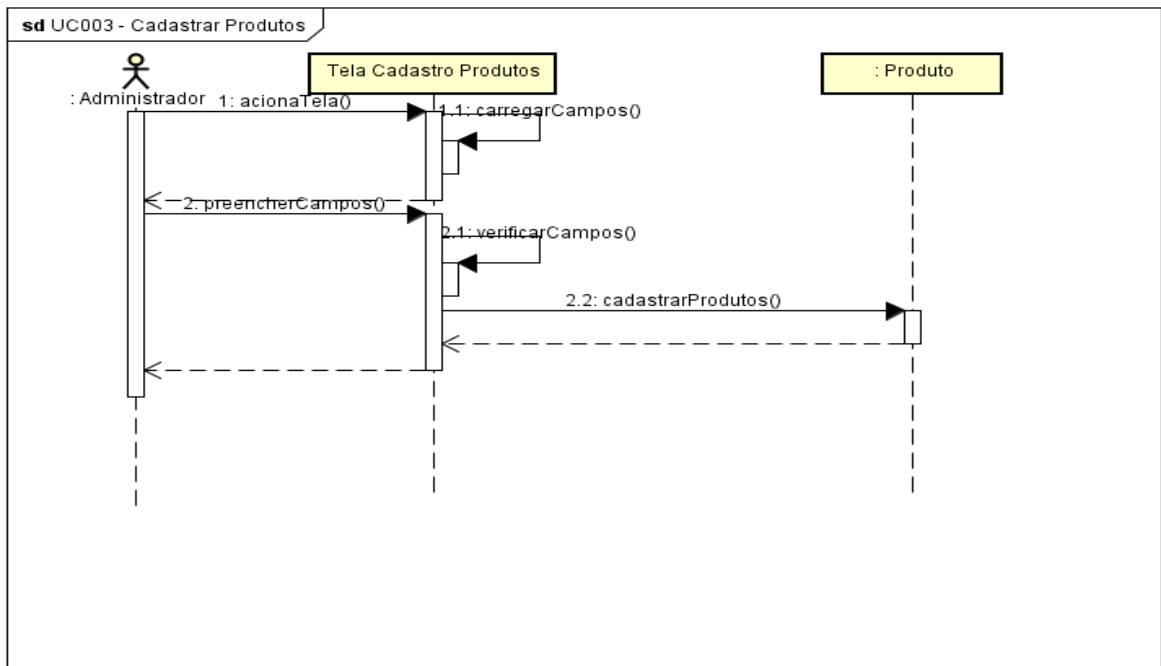 sd UC003 - Cadastrar Produtos
: Administrador
Tela Cadastro Produtos
: Produto
1: acionaTela()
1.1: carregarCampos()
2: preencherCampos()
2.1: verificarCampos()
2.2: cadastrarProdutos()